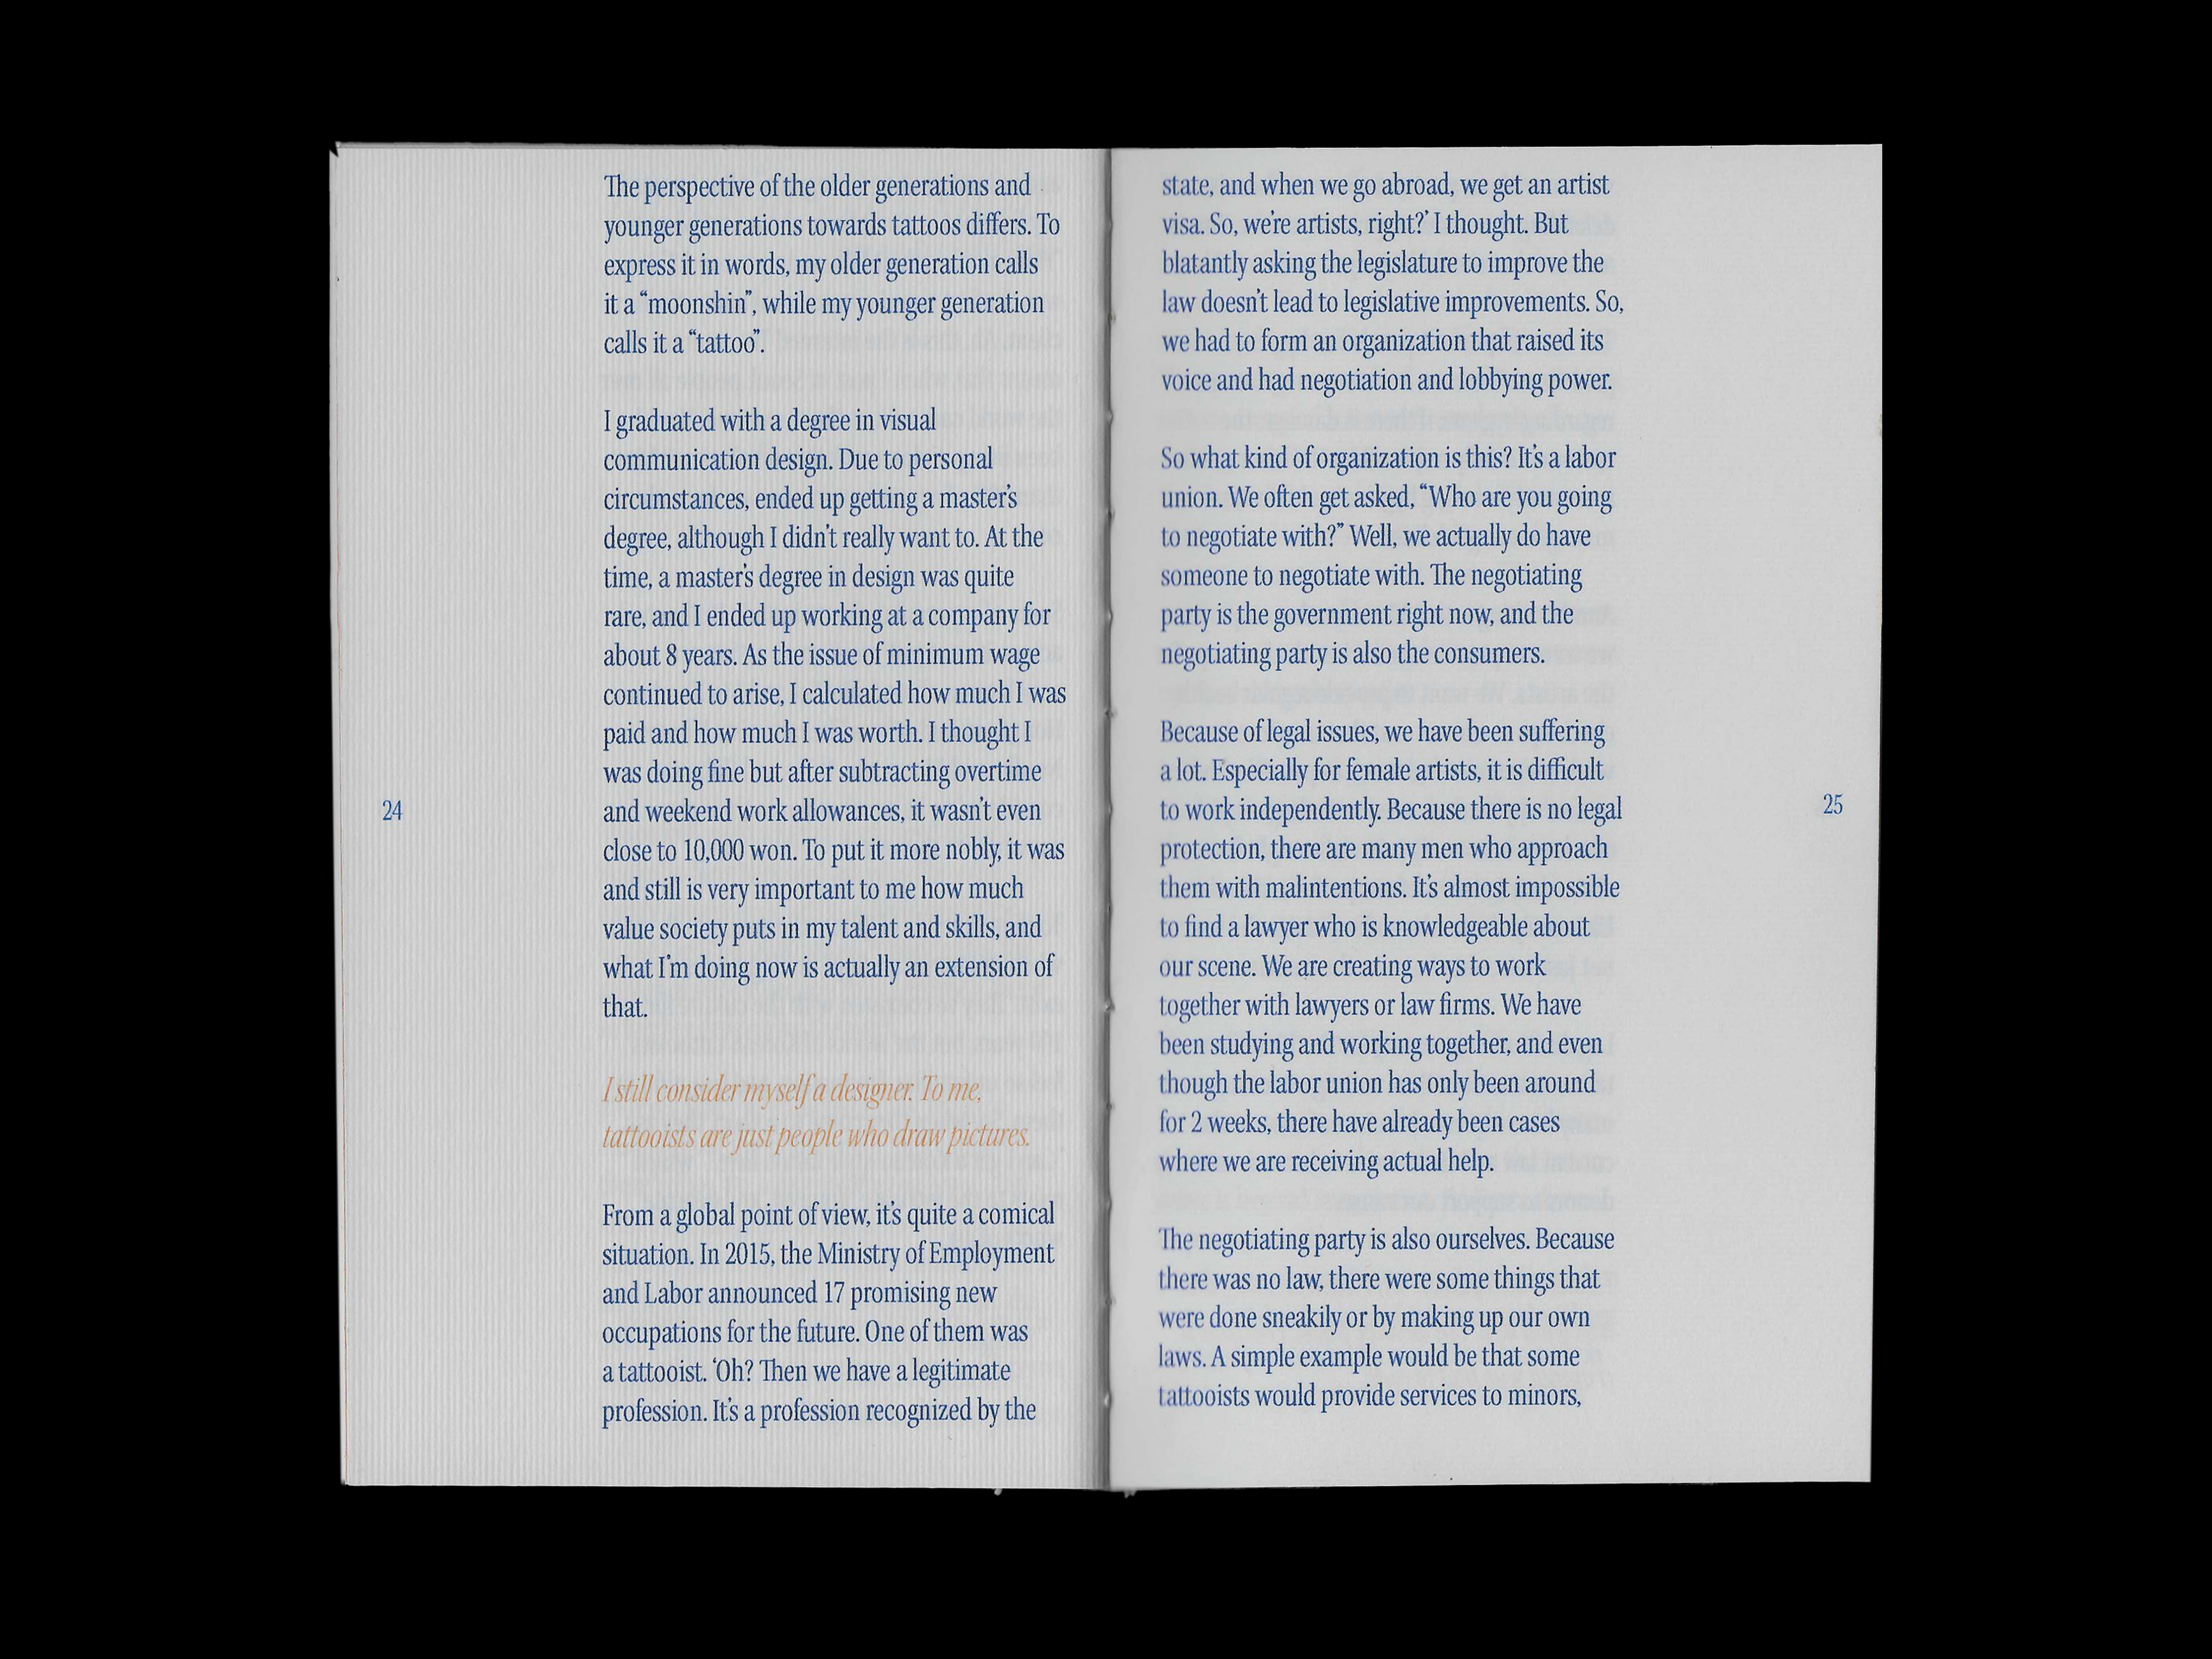 The perspective of the older generations and
younger generations towards tattoos differs. To
express it in words, my older generation calls
it a “moonshin”, while my younger generation
calls it a “tattoo”.
I graduated with a degree in visual
communication design. Due to personal
circumstances, ended up getting a master's
degree, although I didn't really want to. At the
time, a master's degree in design was quite
rare, and I ended up working at a company for
about 8 years. As the issue of minimum wage
continued to arise, I calculated how much I was
paid and how much I was worth. I thought I
was doing fine but after subtracting overtime
and weekend work allowances, it wasn't even
close to 10,000 won. To put it more nobly, it was
and still is very important to me how much
value society puts in my talent and skills, and
what I'm doing now is actually an extension of
that.
I still consider myself a designer. To me,
tattooists are just people who draw pictures.
From a global point of view, it's quite a comical
situation. In 2015, the Ministry of Employment
and Labor announced 17 promising new
occupations for the future. One of them was
a tattooist. ‘Oh? Then we have a legitimate
profession. It's a profession recognized by the
24
state, and when we go abroad, we get an artist
visa. So, we're artists, right?’ I thought. But
blatantly asking the legislature to improve the
law doesn't lead to legislative improvements. So,
we had to form an organization that raised its
voice and had negotiation and lobbying power.
So what kind of organization is this? It's a labor
union. We often get asked, “Who are you going
to negotiate with?” Well, we actually do have
someone to negotiate with. The negotiating
party is the government right now, and the
negotiating party is also the consumers.
Because of legal issues, we have been suffering
a lot. Especially for female artists, it is difficult
to work independently. Because there is no legal
protection, there are many men who approach
them with malintentions. It's almost impossible
to find a lawyer who is knowledgeable about
our scene. We are creating ways to work
together with lawyers or law firms. We have
been studying and working together, and even
though the labor union has only been around
for 2 weeks, there have already been cases
where we are receiving actual help.
The negotiating party is also ourselves. Because
there was no law, there were some things that
were done sneakily or by making up our own
laws. A simple example would be that some
tattooists would provide services to minors,
25